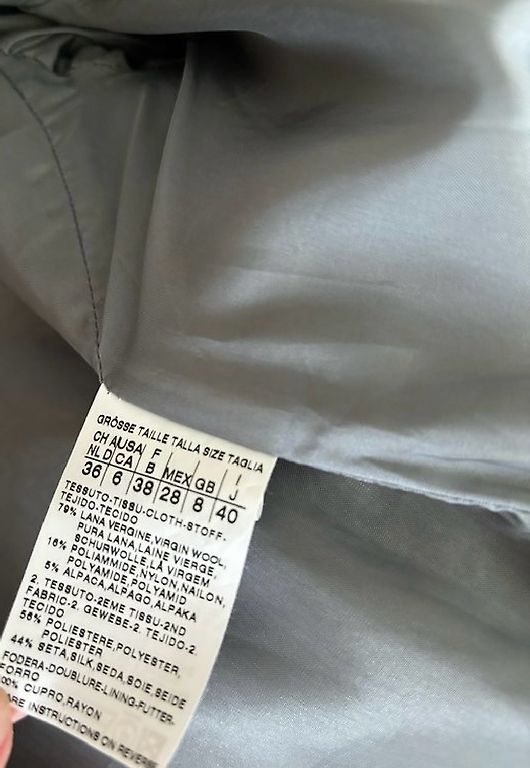 GRÖSSE TAILLE TALLA SIZE TAGLIA
CH A USA F I
NL D CA B MEX GB J
36 6 38 28 8 40
TESSUTO-TISSU-CLOTH-STOFF.
TEJIDO-TECIDO
79% LANA VERGINE,VIRGIN WOOL,
PURA LANA,LAINE VIERGE,
SCHURWOLLE,LÃ VIRGEM
16% POLIAMMIDE,NYLON,NAILON,
POLYAMIDE,POLYAMID
5% ALPACA,ALPAGO,ALPAKA
2. TESSUTO-2EME TISSU-2ND
FABRIC-2. GEWEBE-2. TEJIDO-2.
TECIDO
56% POLIESTERE,POLYESTER,
POLIESTER
44% SETA,SILK,SEDA,SOIE,SEIDE
FODERA-DOUBLURE-LINING-FUTTER-
FORRO
00% CUPRO,RAYON
ARE INSTRUCTIONS ON REVERSE